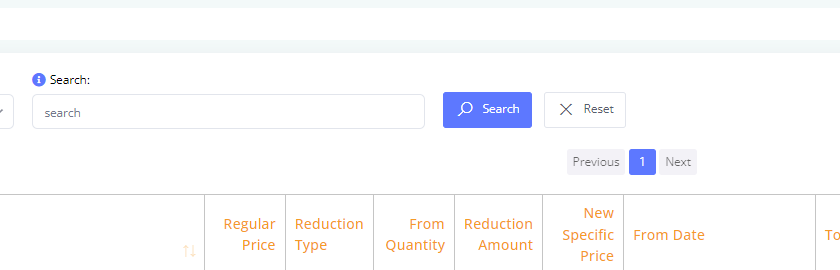 Search:
search
Search
Reset
Previous 1 Next
Regular Price
Reduction Type
From Quantity
Reduction Amount
New Specific Price
From Date
To